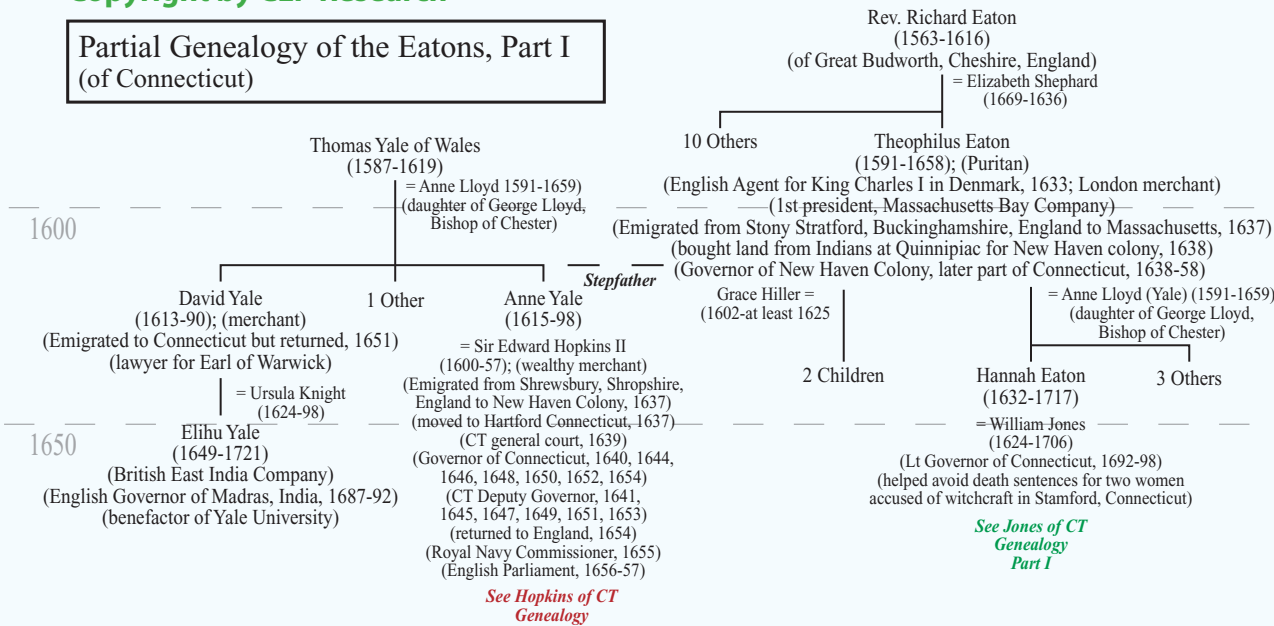 Partial Genealogy of the Eatons, Part I
(of Connecticut)
Rev. Richard Eaton
(1563-1616)
(of Great Budworth, Cheshire, England)
= Elizabeth Shephard
(1669-1636)
10 Others
Theophilus Eaton
(1591-1658); (Puritan)
(English Agent for King Charles I in Denmark, 1633; London merchant)
(1st president, Massachusetts Bay Company)
(Emigrated from Stony Stratford, Buckinghamshire, England to Massachusetts, 1637)
(bought land from Indians at Quinnipiac for New Haven colony, 1638)
(Governor of New Haven Colony, later part of Connecticut, 1638-58)
Thomas Yale of Wales
(1587-1619)
= Anne Lloyd 1591-1659)
(daughter of George Lloyd,
Bishop of Chester)
1600
Stepfather
David Yale
(1613-90); (merchant)
(Emigrated to Connecticut but returned, 1651)
(lawyer for Earl of Warwick)
= Ursula Knight
(1624-98)
1 Other
Anne Yale
(1615-98)
= Sir Edward Hopkins II
(1600-57); (wealthy merchant)
(Emigrated from Shrewsbury, Shropshire,
England to New Haven Colony, 1637)
(moved to Hartford Connecticut, 1637)
(CT general court, 1639)
(Governor of Connecticut, 1640, 1644,
1646, 1648, 1650, 1652, 1654)
(CT Deputy Governor, 1641,
1645, 1647, 1649, 1651, 1653)
(returned to England, 1654)
(Royal Navy Commissioner, 1655)
(English Parliament, 1656-57)
See Hopkins of CT
Genealogy
Grace Hiller =
(1602-at least 1625
2 Children
= Anne Lloyd (Yale) (1591-1659)
(daughter of George Lloyd,
Bishop of Chester)
Hannah Eaton
(1632-1717)
3 Others
= William Jones
(1624-1706)
(Lt Governor of Connecticut, 1692-98)
(helped avoid death sentences for two women
accused of witchcraft in Stamford, Connecticut)
See Jones of CT
Genealogy
Part I
1650
Elihu Yale
(1649-1721)
(British East India Company)
(English Governor of Madras, India, 1687-92)
(benefactor of Yale University)